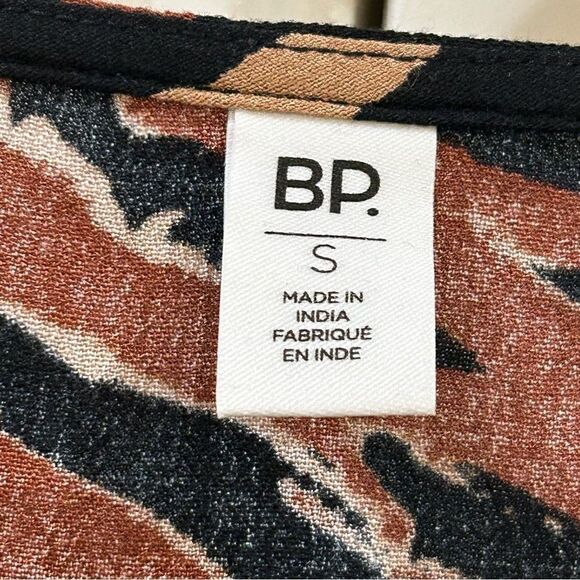 BP.
S
MADE IN
INDIA
FABRIQUÉ
EN INDE